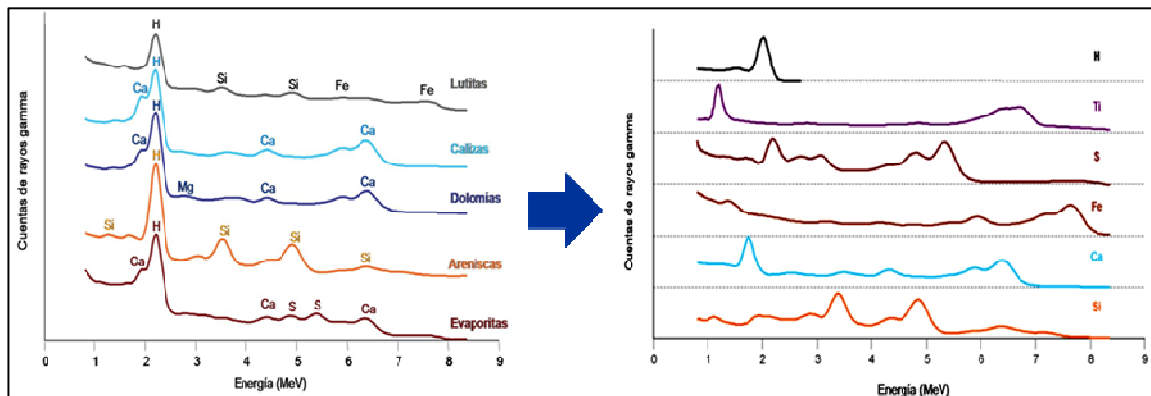 H
Si Si Fe Fe
Lutitas
H
Ca Ca Ca
Calizas
H
Ca Mg Ca Ca
Dolomías
H
Si Si Si Si
Areniscas
H
Ca Ca S S Ca
Evaporitas
Cuentas de rayos gamma
0 1 2 3 4 5 6 7 8 9
Energía (MeV)
H
Ti
S
Fe
Ca
Si
Cuentas de rayos gamma
0 1 2 3 4 5 6 7 8 9
Energía (MeV)